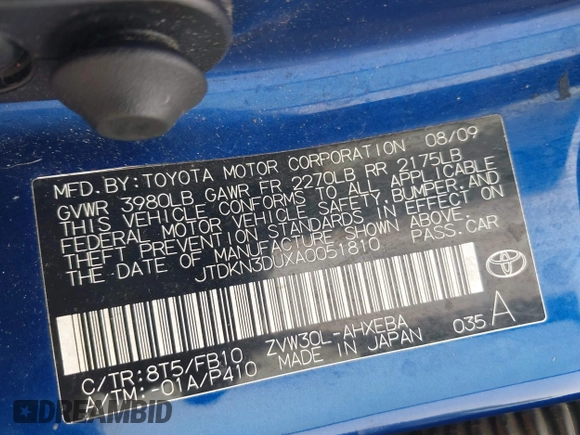 MFD. BY: TOYOTA MOTOR CORPORATION 08/09
GVWR 3980LB GAWR FR 2270LB RR 2175LB
THIS VEHICLE CONFORMS TO ALL APPLICABLE
FEDERAL MOTOR VEHICLE SAFETY, BUMPER, AND
THEFT PREVENTION STANDARDS IN EFFECT ON
THE DATE OF MANUFACTURE SHOWN ABOVE.
JTDKN3DUXA0051810 PASS. CAR
C/TR: 8T5/FB10 ZVW30L-AHXEBA 035 A
A/TM: -01A/P410 MADE IN JAPAN
DREAMBID